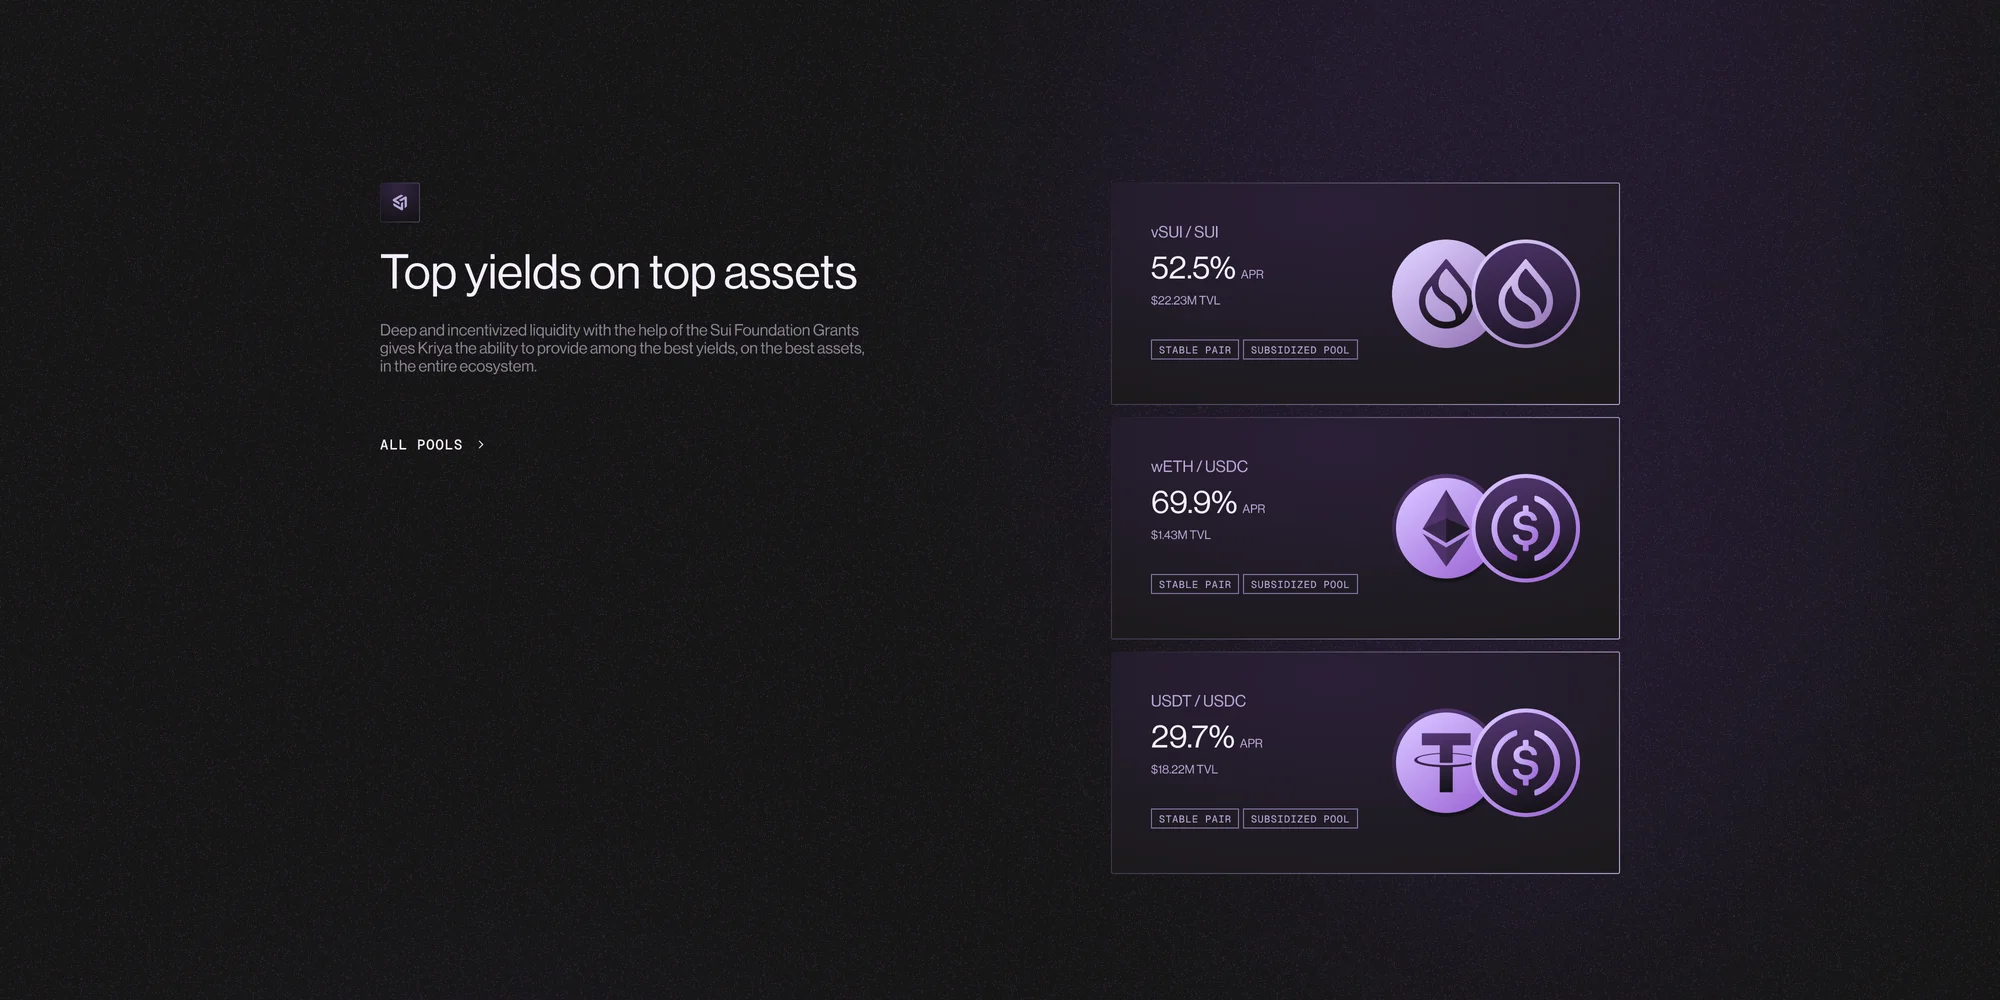 Top yields on top assets
Deep and incentivized liquidity with the help of the Sui Foundation Grants
gives Kriya the ability to provide among the best yields, on the best assets,
in the entire ecosystem.
ALL POOLS >
vSUI / SUI
52.5% APR
$22.23M TVL
STABLE PAIR SUBSIDIZED POOL
wETH / USDC
69.9% APR
$1.43M TVL
STABLE PAIR SUBSIDIZED POOL
USDT / USDC
29.7% APR
$18.22M TVL
STABLE PAIR SUBSIDIZED POOL